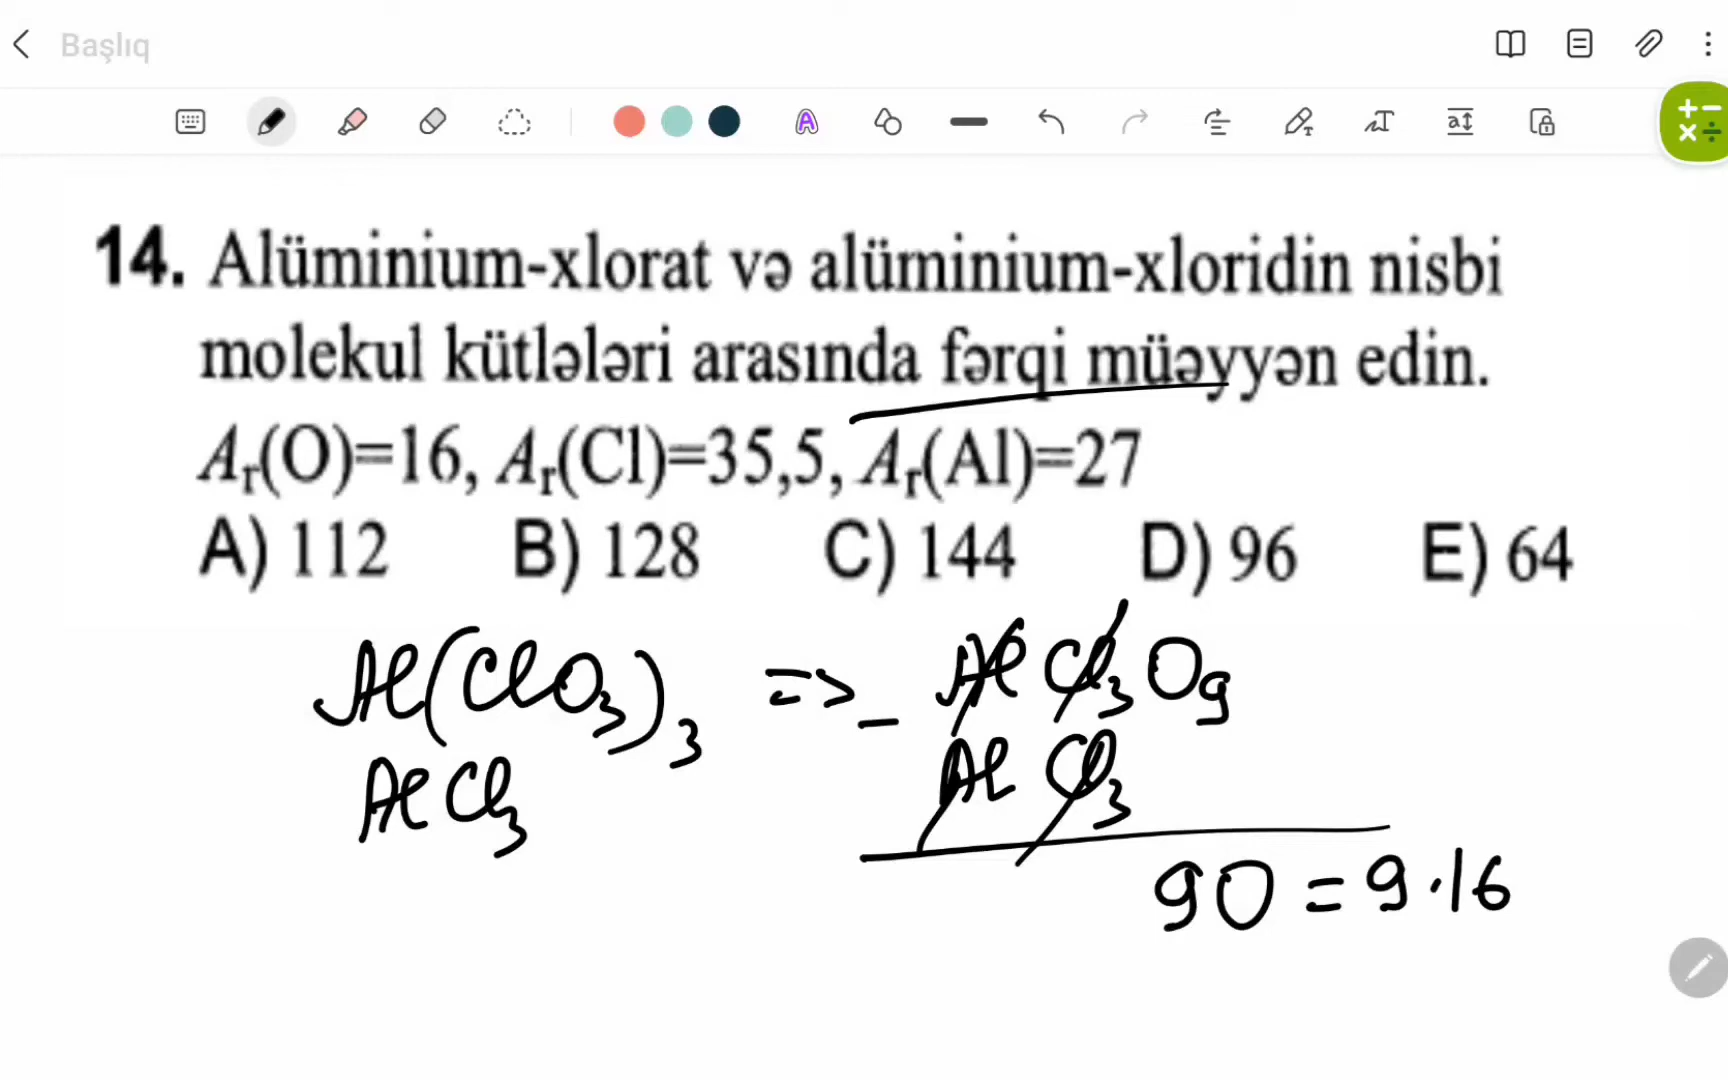 Başlıq
14. Alüminium-xlorat və alüminium-xloridin nisbi
molekul kütlələri arasında fərqi müəyyən edin.
Ar(O)=16, Ar(Cl)=35,5, Ar(Al)=27
A) 112 B) 128 C) 144 D) 96 E) 64
Al(ClO3)3 => - AlCl3O9
AlCl3 AlCl3
9O = 9·16